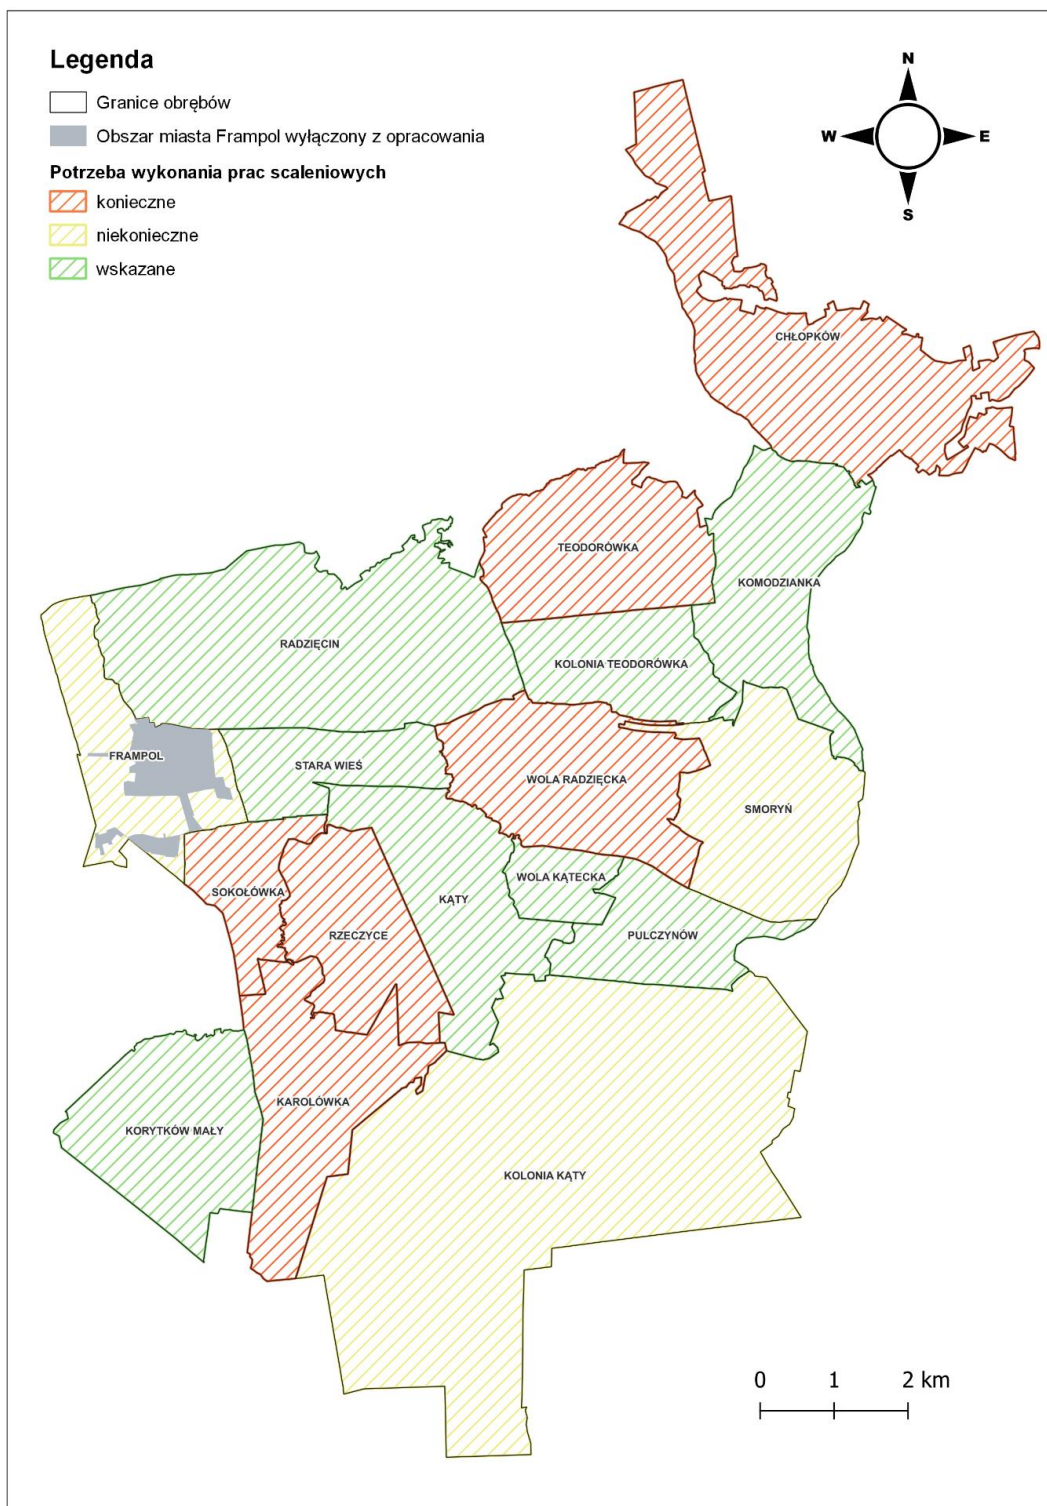 Legenda
Granice obrębów
Obszar miasta Frampol wyłączony z opracowania
Potrzeba wykonania prac scaleniowych
konieczne
niekonieczne
wskazane
N
W
E
S
CHŁOPKÓW
TEODORÓWKA
KOMODZIANKA
RADZIĘCIN
KOLONIA TEODORÓWKA
FRAMPOL
STARA WIEŚ
WOLA RADZIĘCKA
SMORYŃ
WOLA KĄTECKA
SOKOŁÓWKA
KĄTY
RZECZYCE
PULCZYNÓW
KAROLÓWKA
KORYTKÓW MAŁY
KOLONIA KĄTY
0 1 2 km